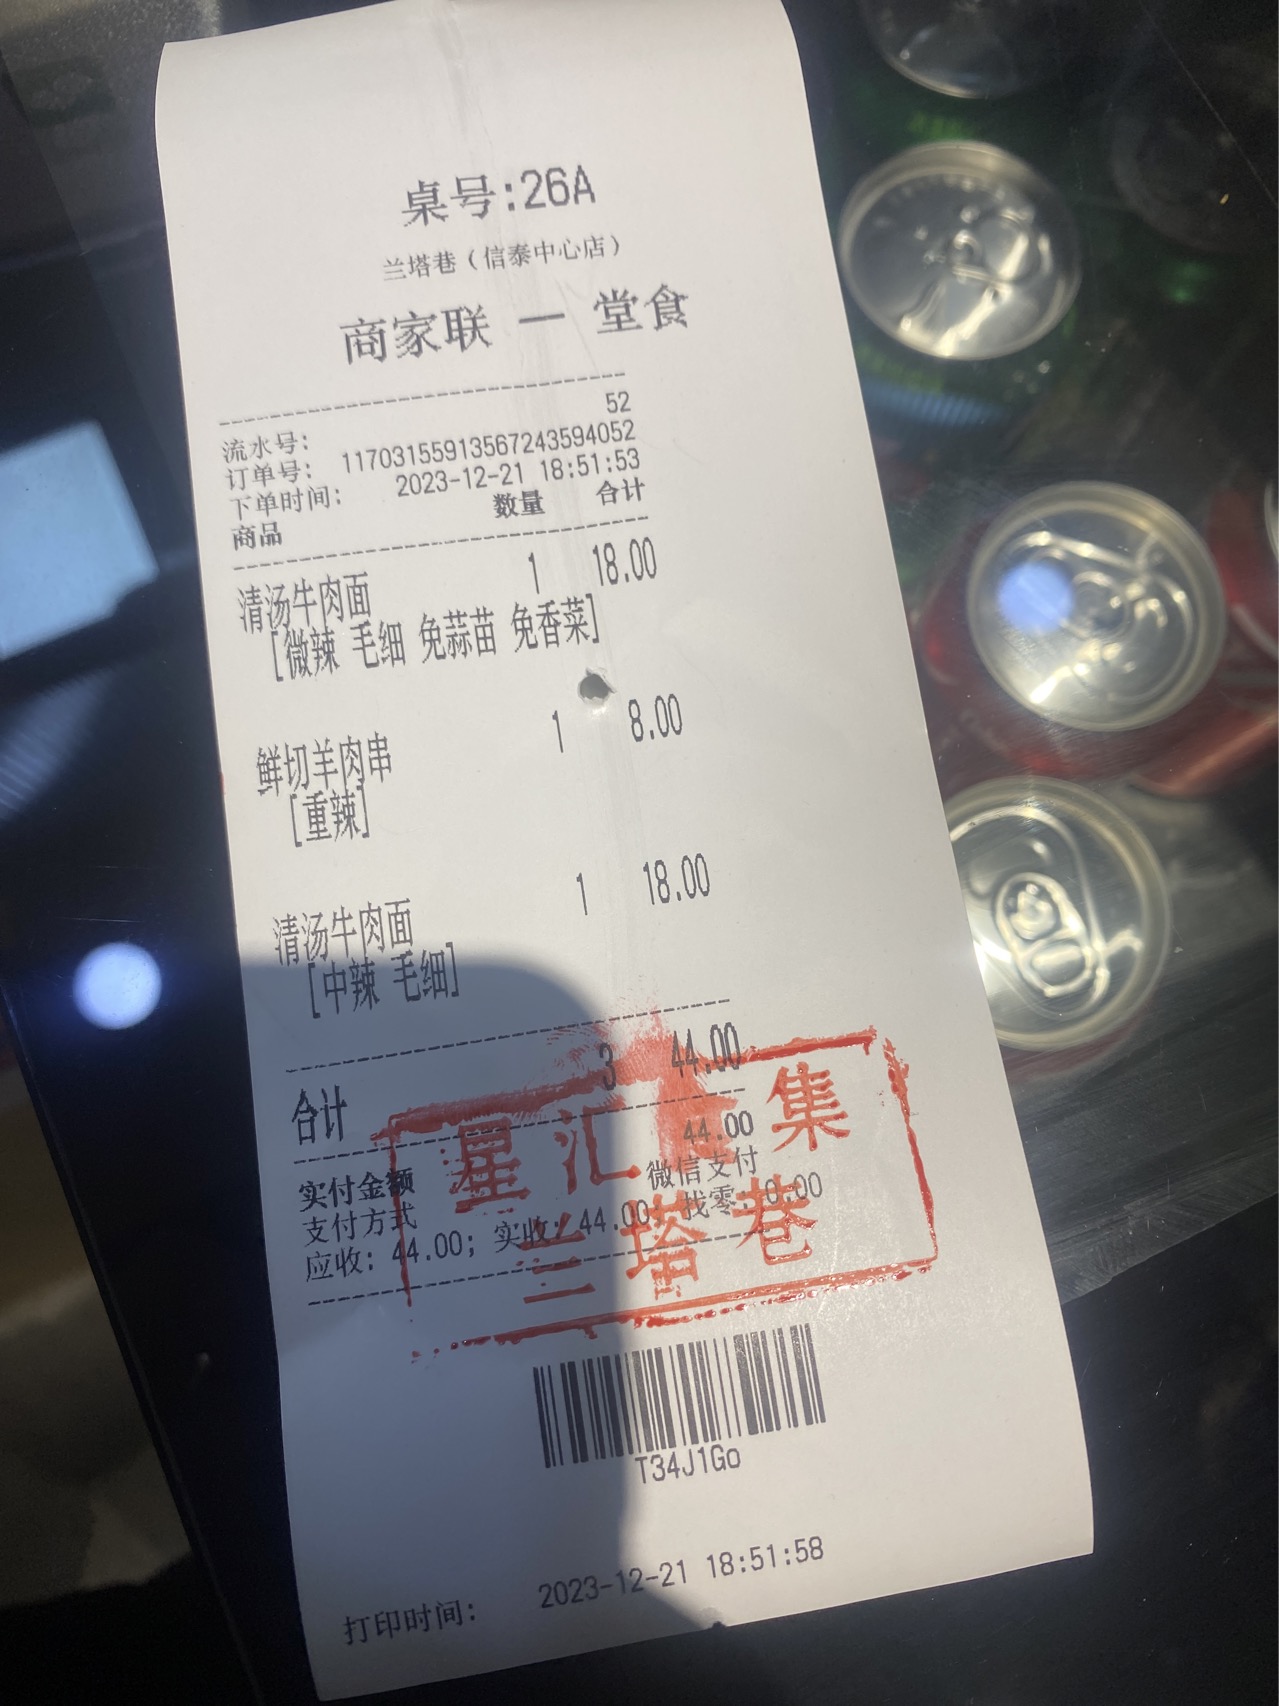 桌号:26A
兰塔巷（信泰中心店）
商家联 一 堂食
流水号: 52
订单号: 117031559135672435​94052
下单时间: 2023-12-21 18:51:53
商品 数量 合计
清汤牛肉面 1 18.00
[微辣 毛细 免蒜苗 免香菜]
鲜切羊肉串 1 8.00
[重辣]
清汤牛肉面 1 18.00
[中辣 毛细]
合计 3 44.00
实付金额 44.00
支付方式 微信支付
应收: 44.00; 实收: 44.00; 找零: 0.00
星汇 集
兰塔巷
T34J1Go
打印时间: 2023-12-21 18:51:58